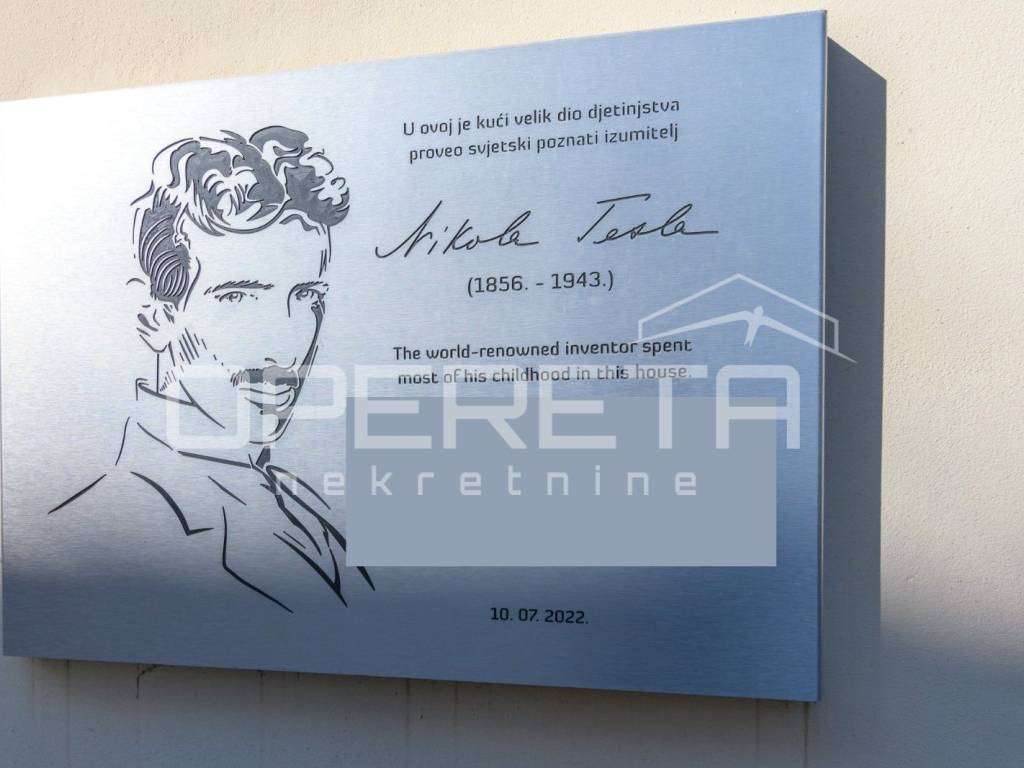 U ovoj je kući velik dio djetinjstva
proveo svjetski poznati izumitelj
Nikola Tesla
(1856. - 1943.)
The world-renowned inventor spent
most of his childhood in this house.
OPERETA
nekretnine
10. 07. 2022.